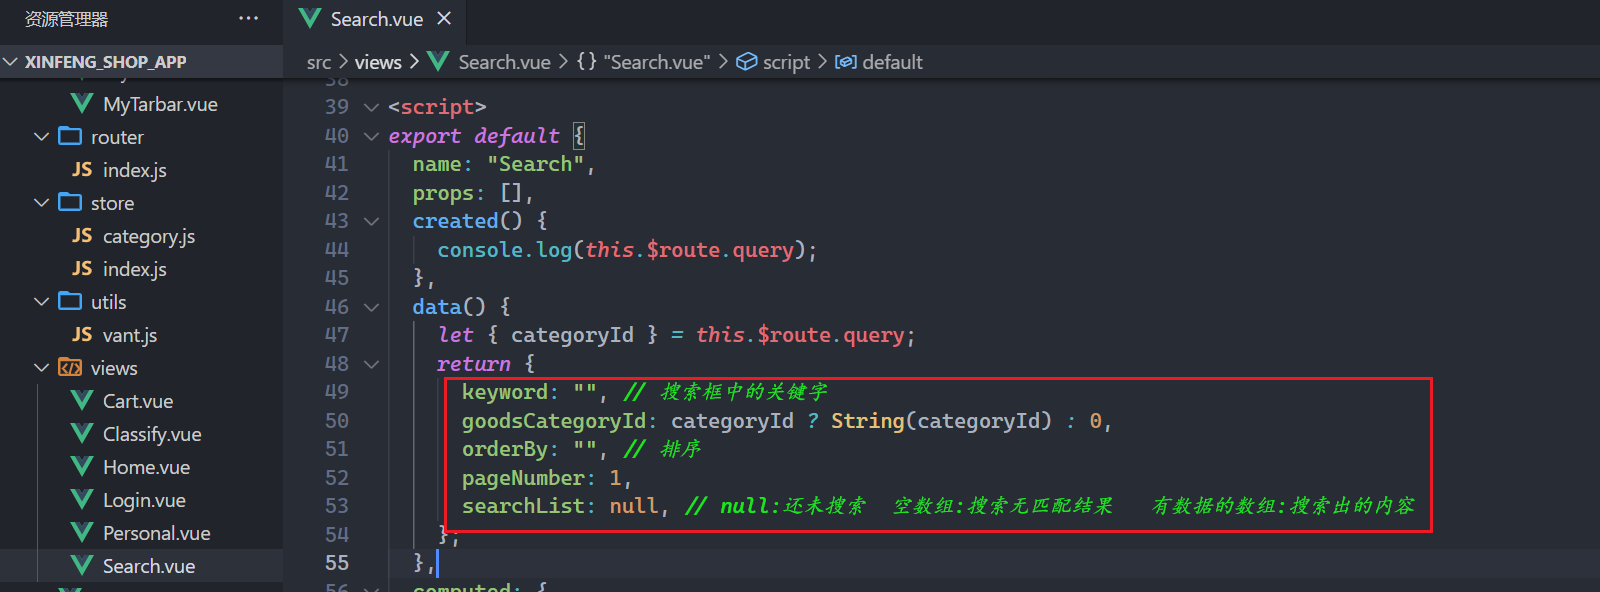 资源管理器 ···
Search.vue ×
XINFENG_SHOP_APP
src > views > Search.vue > {} "Search.vue" > script > default
MyTarbar.vue
router
JS index.js
store
JS category.js
JS index.js
utils
JS vant.js
views
Cart.vue
Classify.vue
Home.vue
Login.vue
Personal.vue
Search.vue
38
39 <script>
40 export default {
41 name: "Search",
42 props: [],
43 created() {
44 console.log(this.$route.query);
45 },
46 data() {
47 let { categoryId } = this.$route.query;
48 return {
49 keyword: "", // 搜索框中的关键字
50 goodsCategoryId: categoryId ? String(categoryId) : 0,
51 orderBy: "", // 排序
52 pageNumber: 1,
53 searchList: null, // null:还未搜索 空数组:搜索无匹配结果 有数据的数组:搜索出的内容
54 };
55 },
56 computed: {